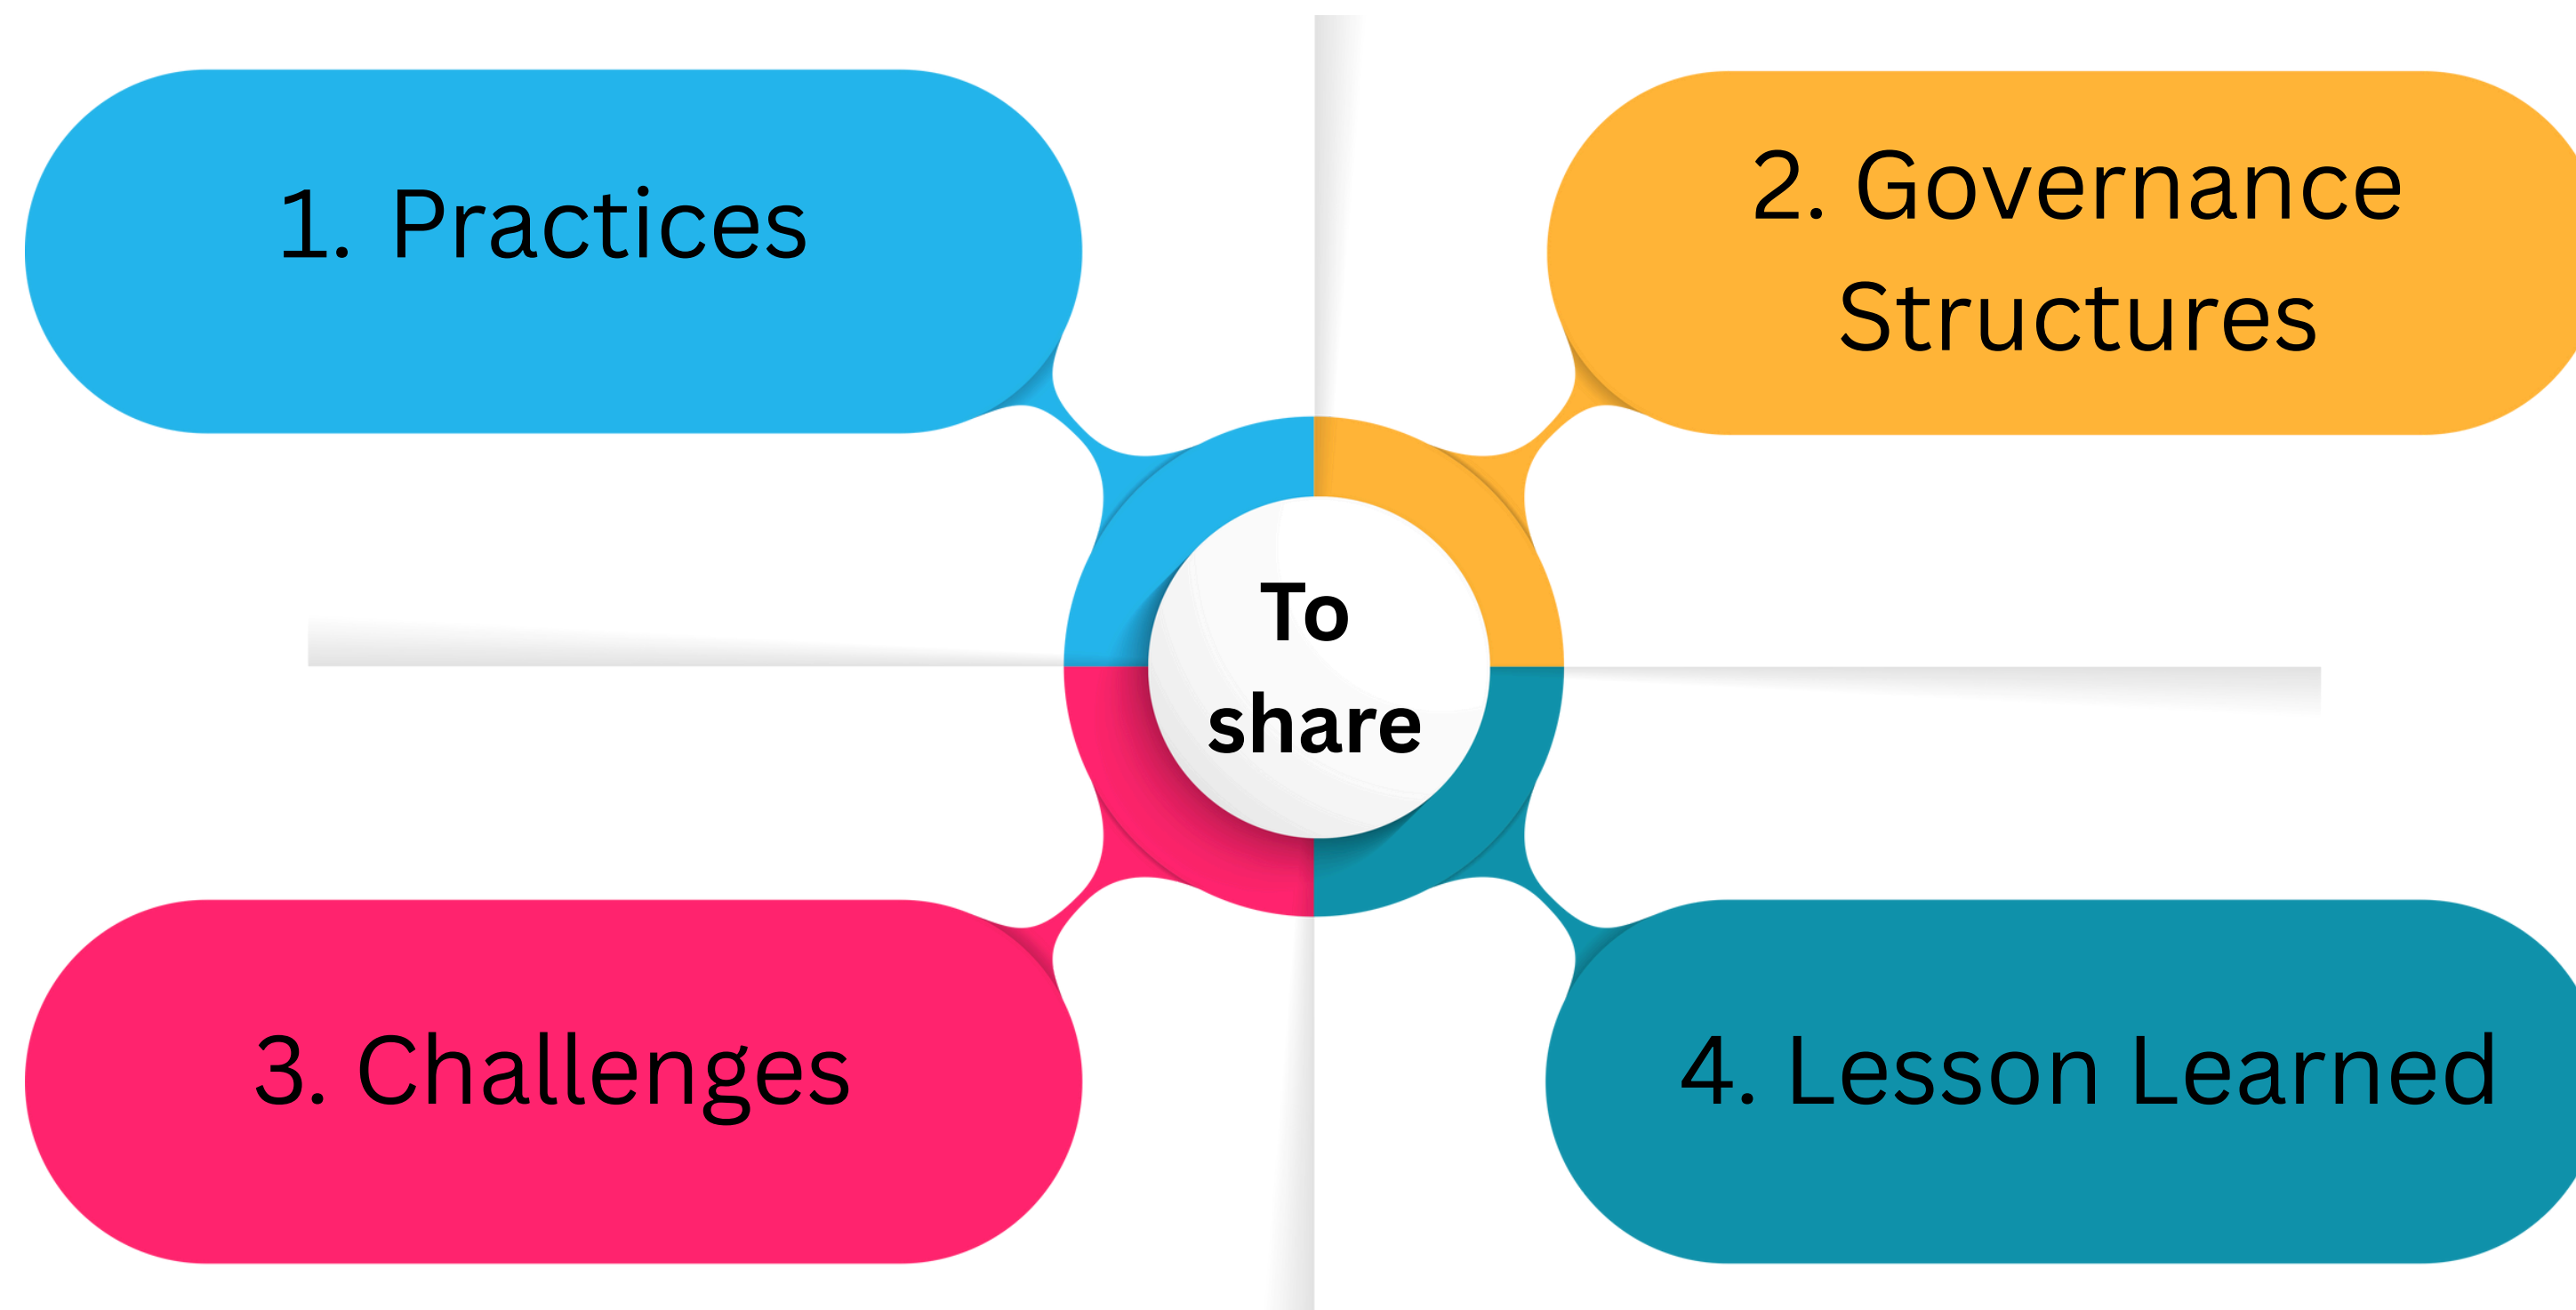 1. Practices
2. Governance
Structures
To
share
3. Challenges
4. Lesson Learned